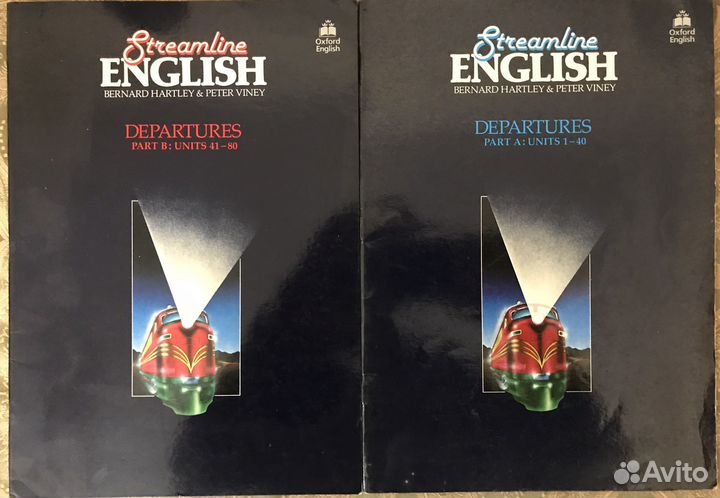 Streamline
ENGLISH
BERNARD HARTLEY & PETER VINEY
Oxford
English
DEPARTURES
PART B: UNITS 41–80
Streamline
ENGLISH
BERNARD HARTLEY & PETER VINEY
Oxford
English
DEPARTURES
PART A: UNITS 1–40
Avito